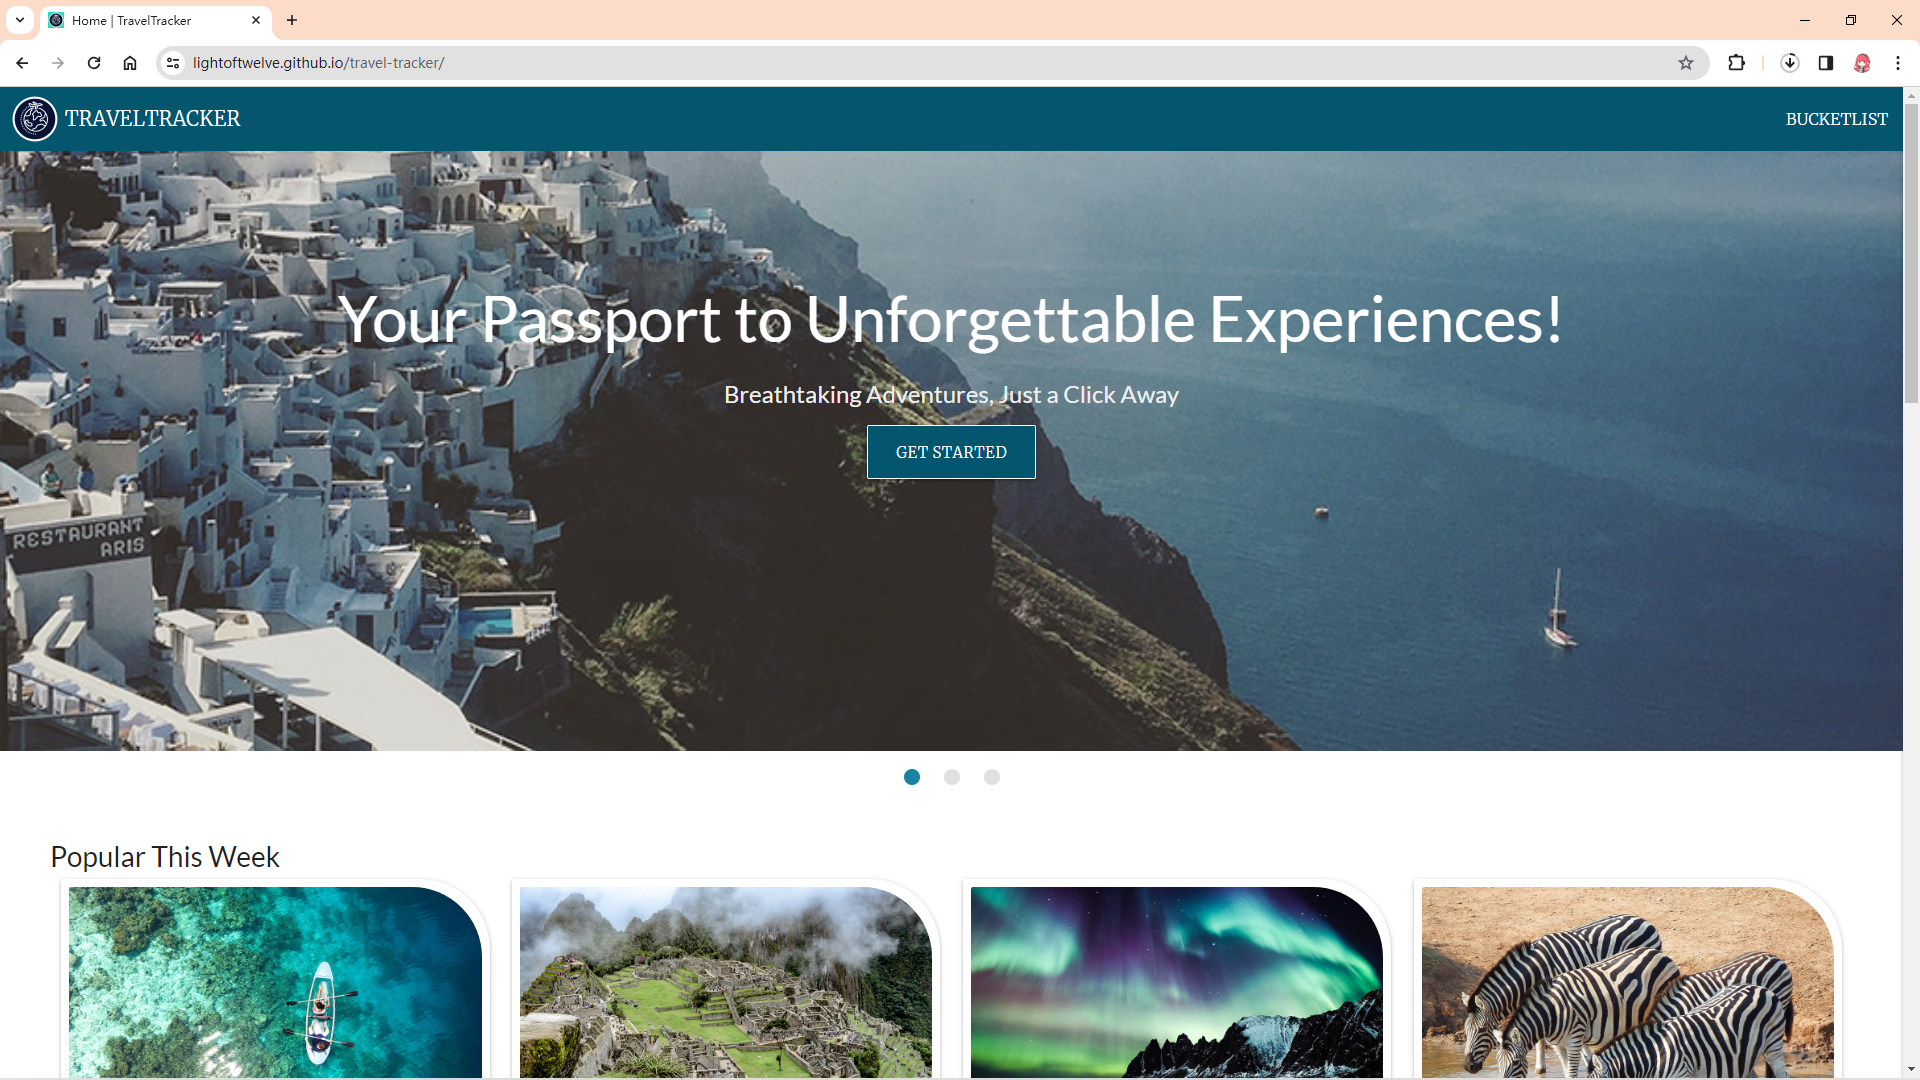 Home | TravelTracker
lightoftwelve.github.io/travel-tracker/
TRAVELTRACKER
BUCKETLIST
Your Passport to Unforgettable Experiences!
Breathtaking Adventures, Just a Click Away
GET STARTED
RESTAURANT
ARIS
Popular This Week